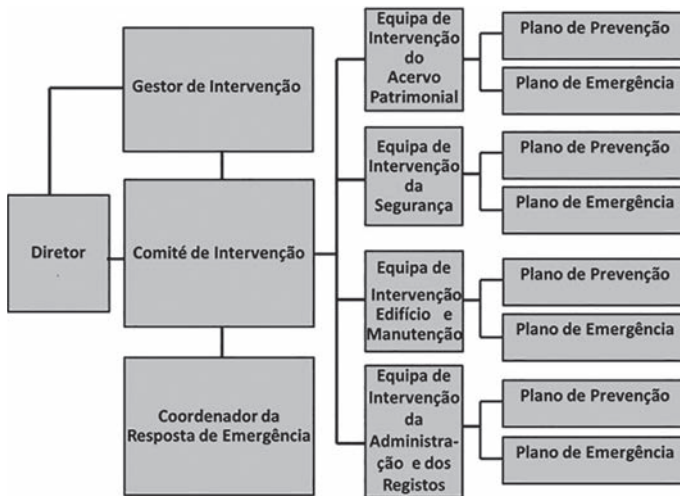 Diretor
Gestor de Intervenção
Comité de Intervenção
Coordenador da
Resposta de Emergência
Equipa de
Intervenção
do
Acervo
Patrimonial
Plano de Prevenção
Plano de Emergência
Equipa de
Intervenção
da
Segurança
Plano de Prevenção
Plano de Emergência
Equipa de
Intervenção
Edifício e
Manutenção
Plano de Prevenção
Plano de Emergência
Equipa de
Intervenção
da
Administra-
ção e dos
Registos
Plano de Prevenção
Plano de Emergência